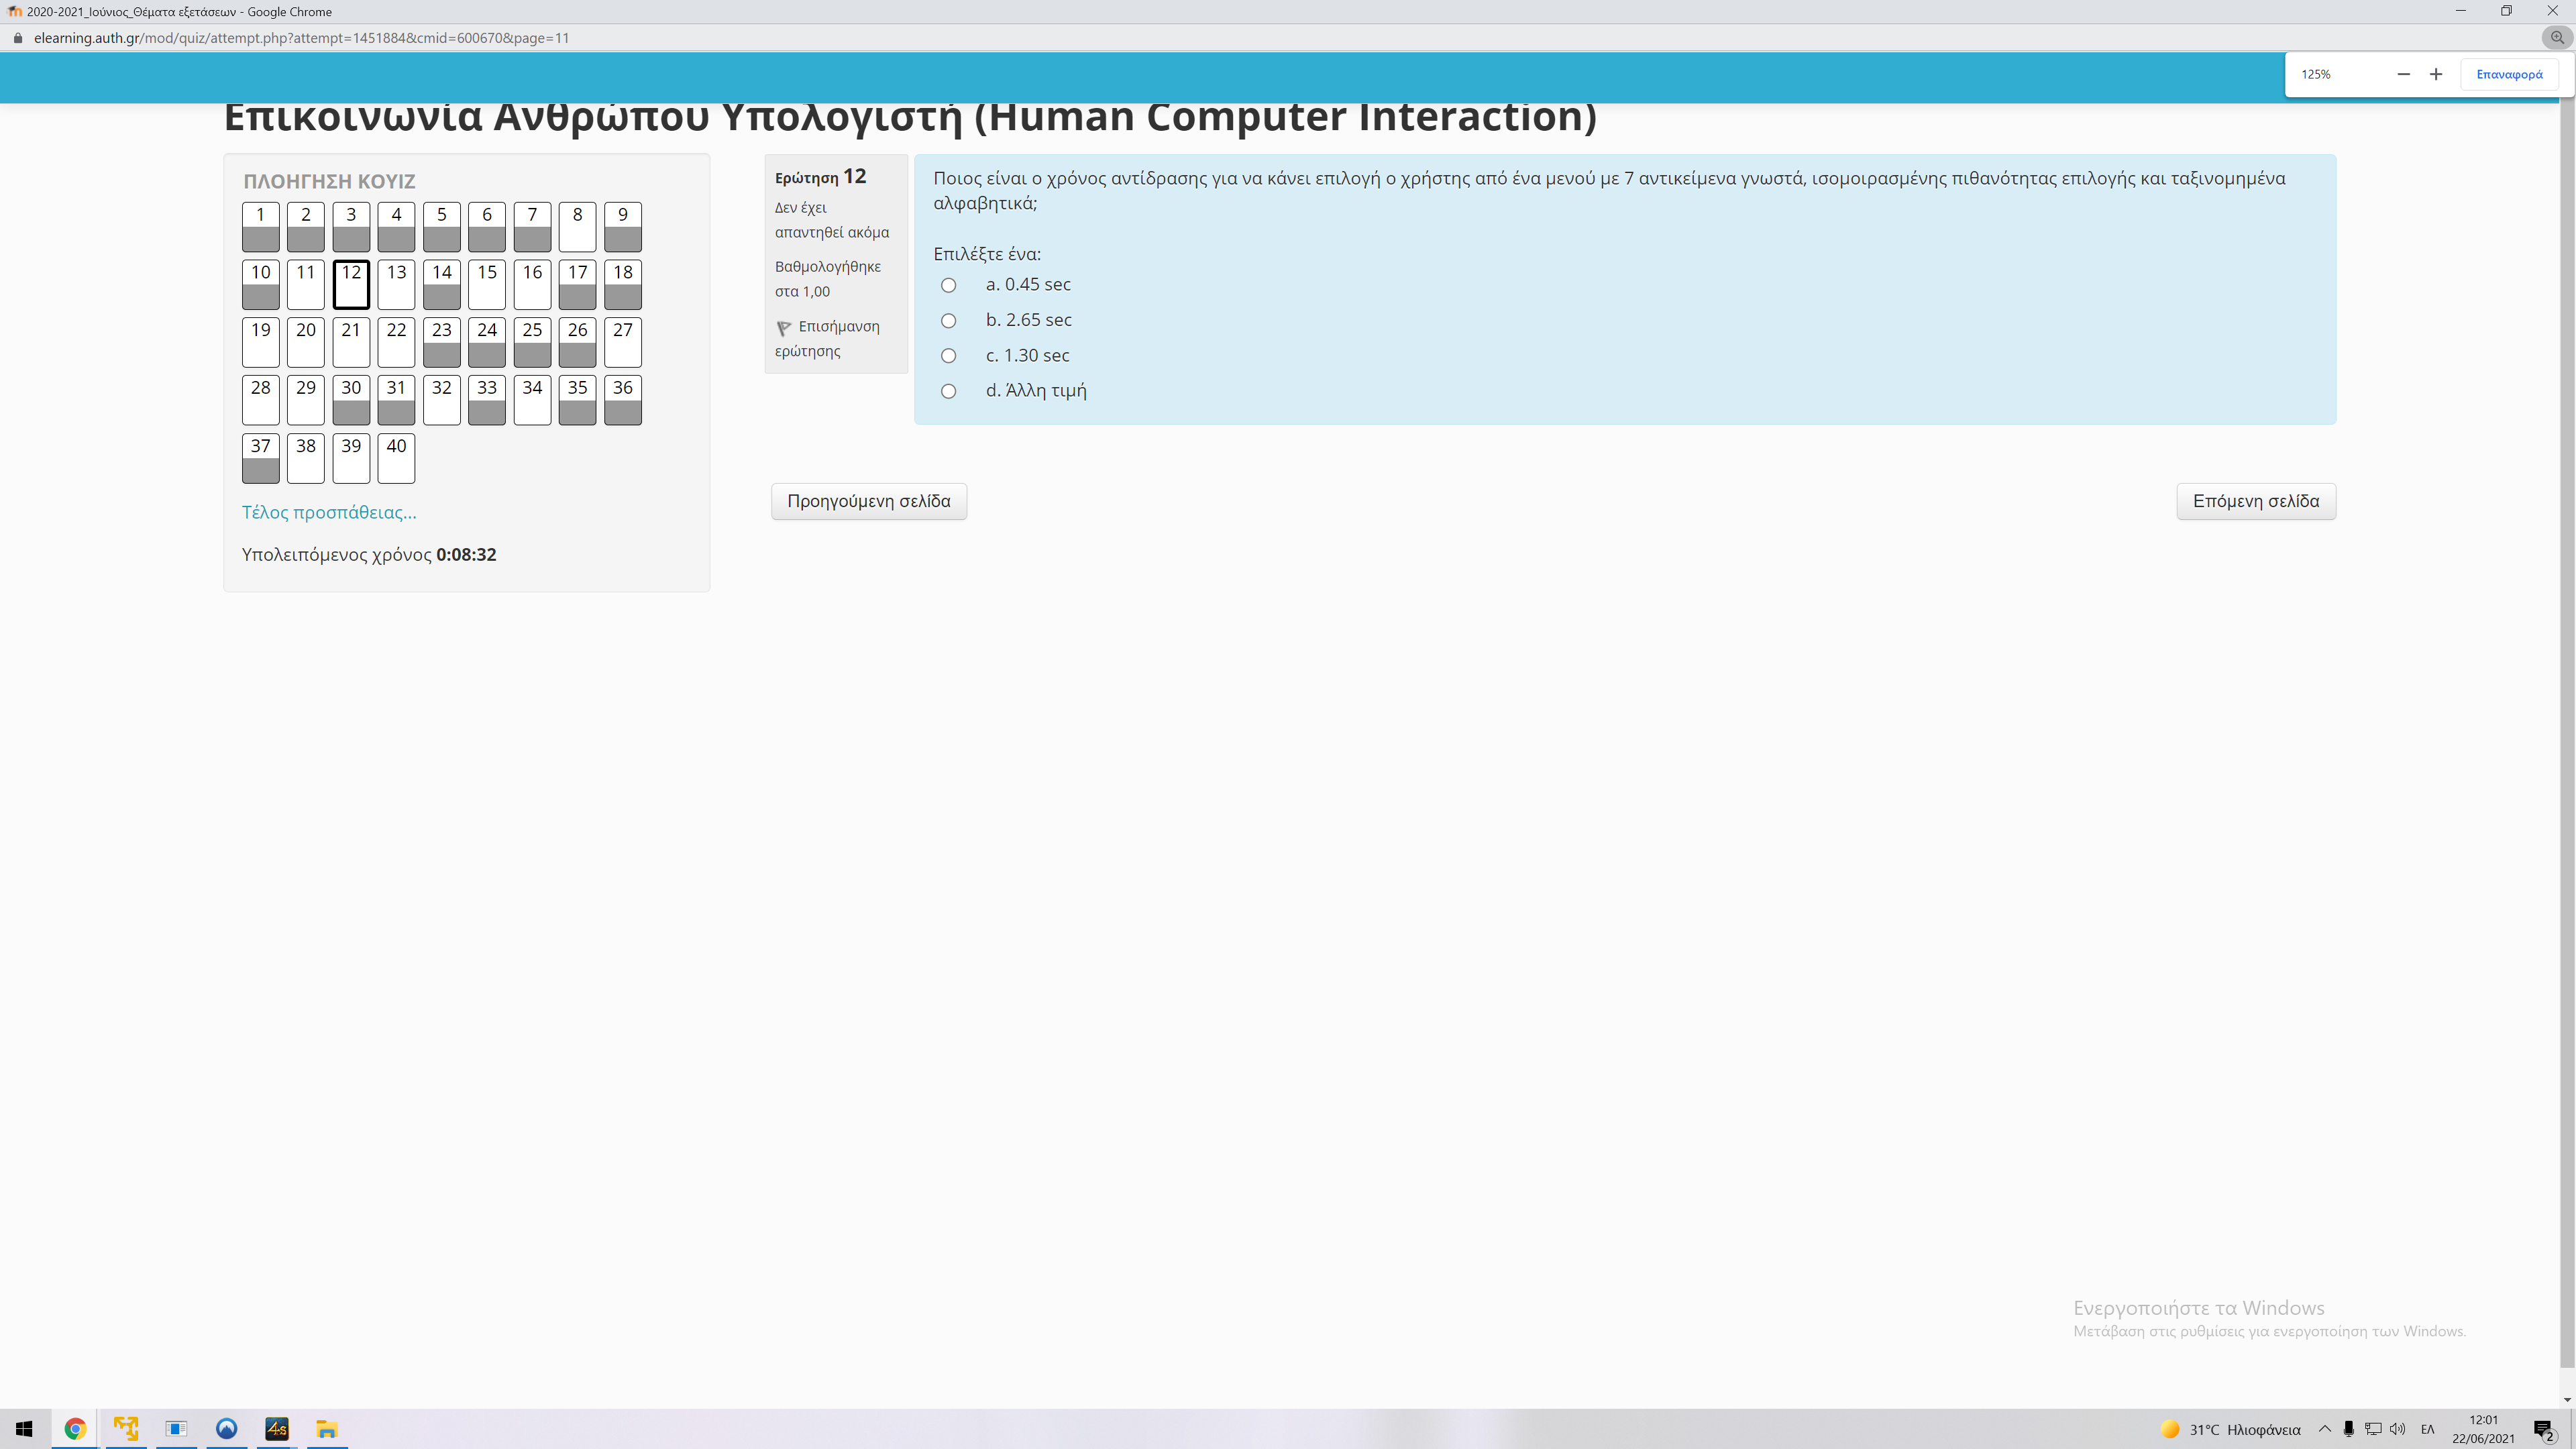 2020-2021_Ιούνιος_Θέματα εξετάσεων - Google Chrome
elearning.auth.gr/mod/quiz/attempt.php?attempt=1451884&cmid=600670&page=11
125%
Επαναφορά
Επικοινωνία Ανθρώπου Υπολογιστή (Human Computer Interaction)
ΠΛΟΗΓΗΣΗ ΚΟΥΙΖ
1 2 3 4 5 6 7 8 9
10 11 12 13 14 15 16 17 18
19 20 21 22 23 24 25 26 27
28 29 30 31 32 33 34 35 36
37 38 39 40
Τέλος προσπάθειας...
Υπολειπόμενος χρόνος 0:08:32
Ερώτηση 12
Δεν έχει
απαντηθεί ακόμα
Βαθμολογήθηκε
στα 1,00
Επισήμανση
ερώτησης
Ποιος είναι ο χρόνος αντίδρασης για να κάνει επιλογή ο χρήστης από ένα μενού με 7 αντικείμενα γνωστά, ισομοιρασμένης πιθανότητας επιλογής και ταξινομημένα
αλφαβητικά;
Επιλέξτε ένα:
a. 0.45 sec
b. 2.65 sec
c. 1.30 sec
d. Άλλη τιμή
Προηγούμενη σελίδα
Επόμενη σελίδα
Ενεργοποιήστε τα Windows
Μετάβαση στις ρυθμίσεις για ενεργοποίηση των Windows.
4s
31°C Ηλιοφάνεια
ΕΛ
12:01
22/06/2021
2